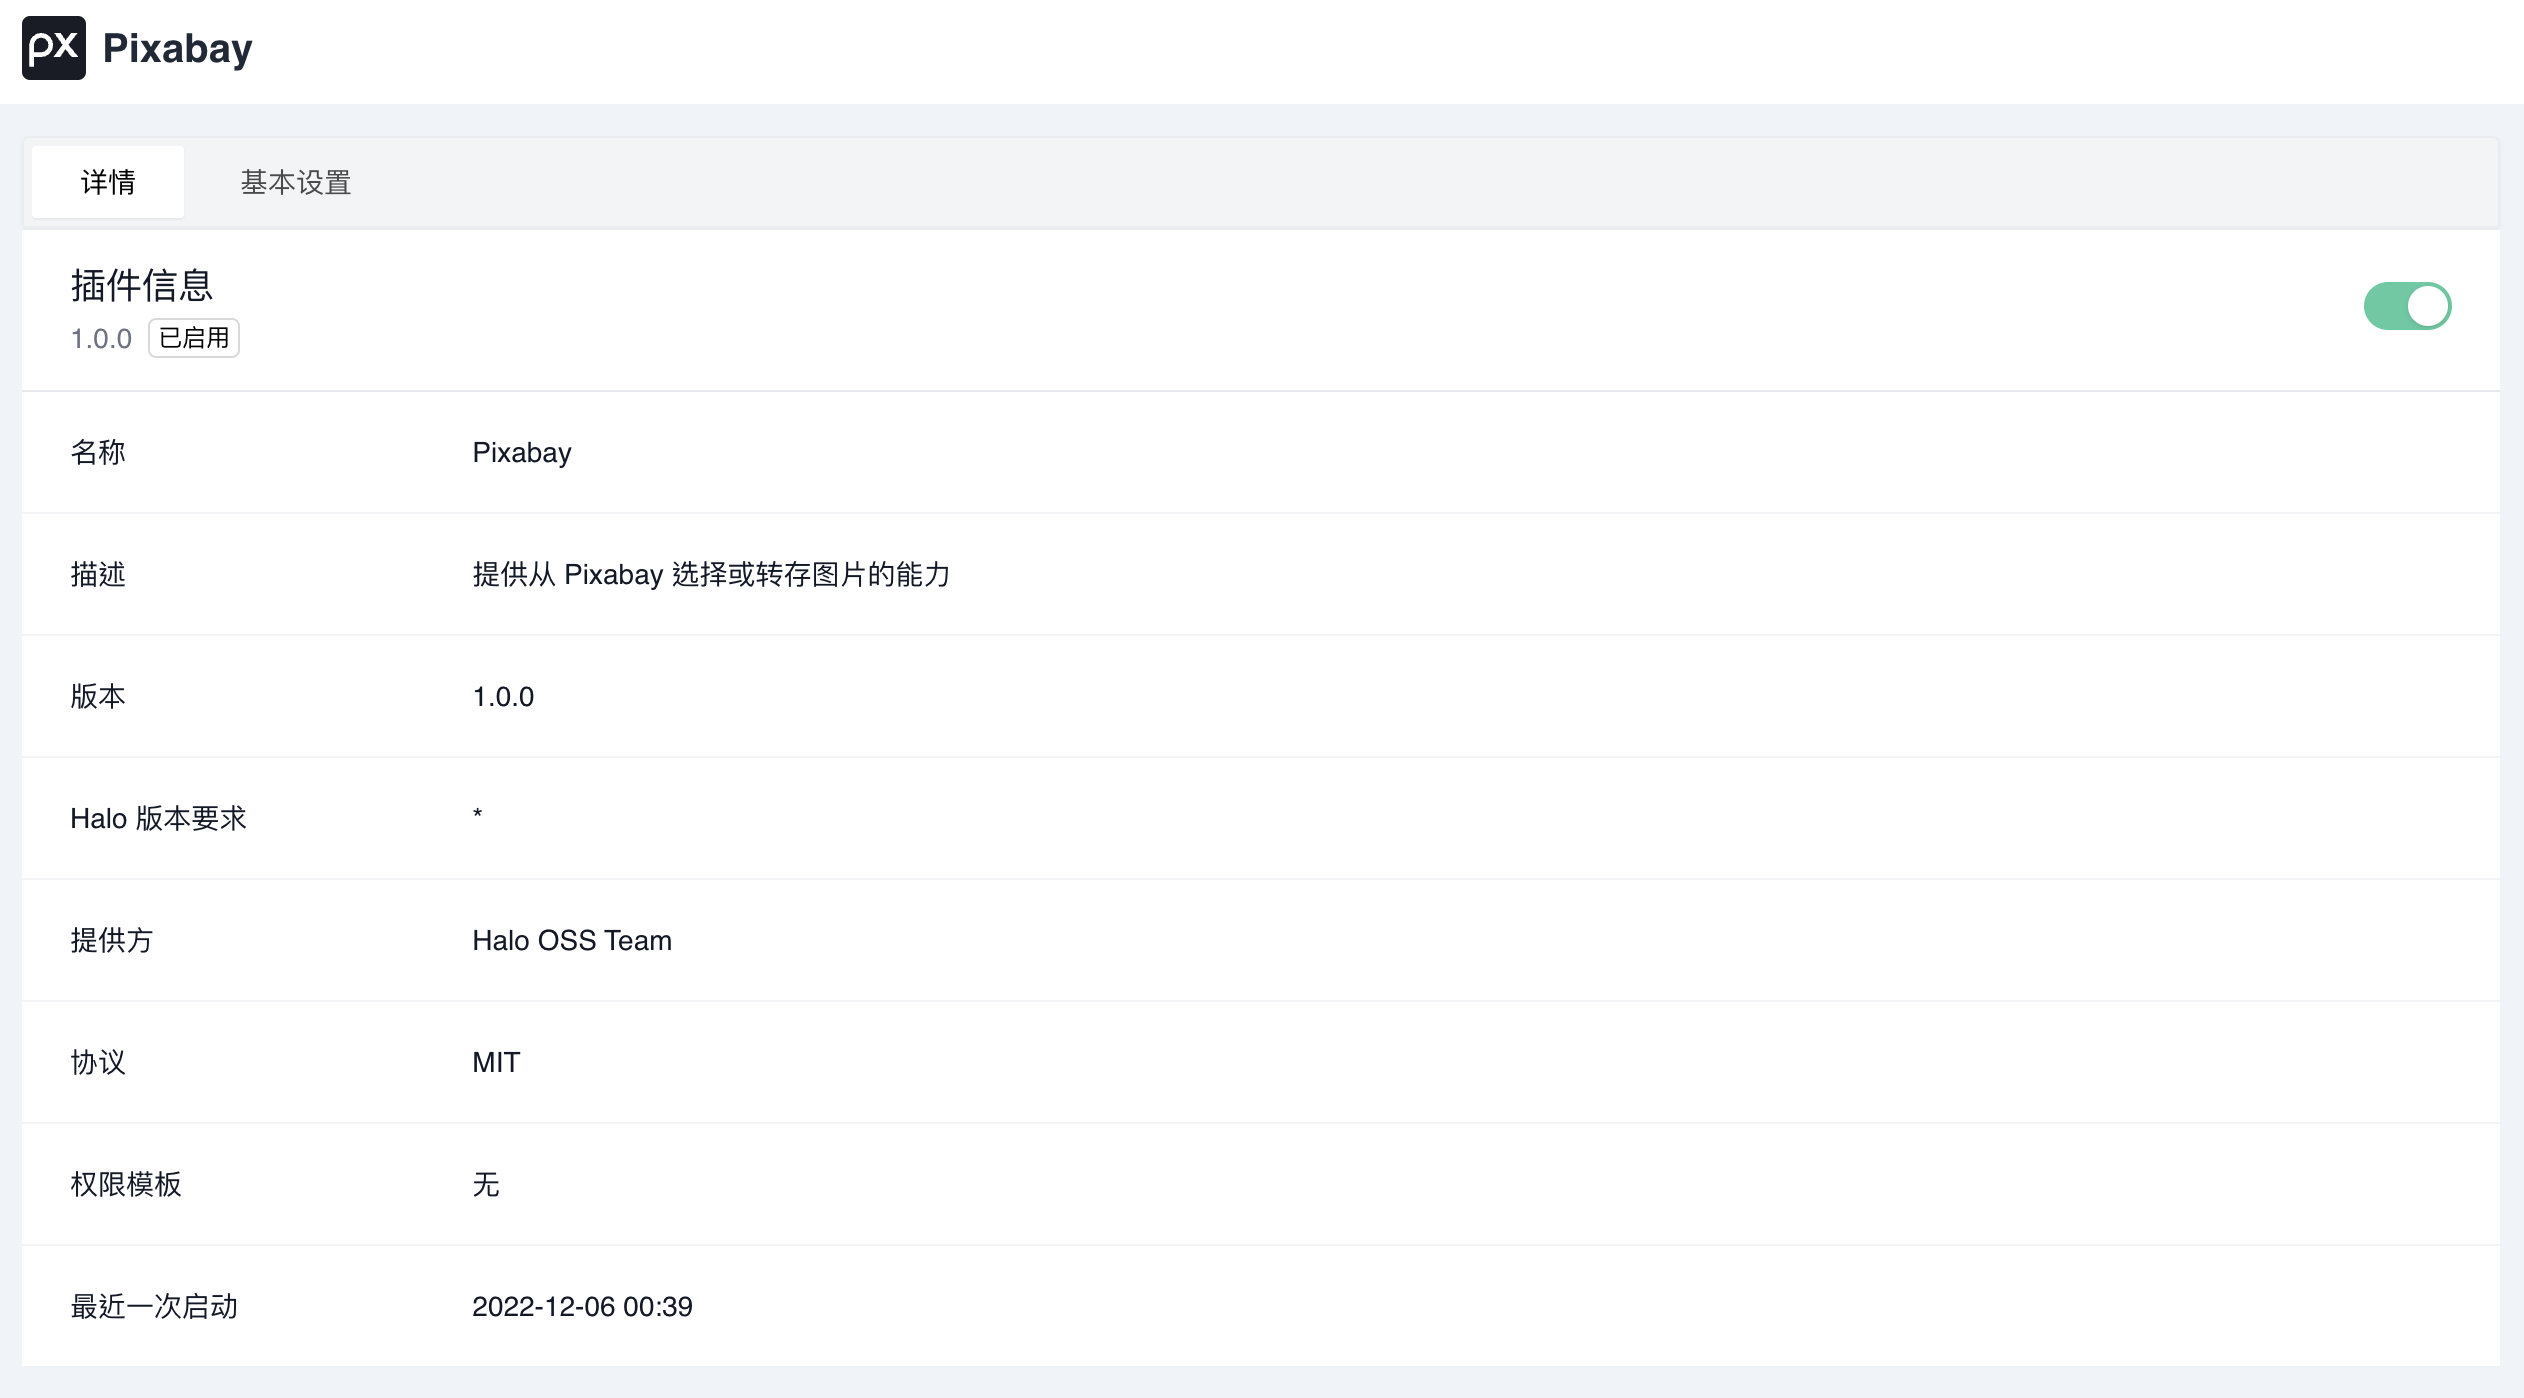 px Pixabay
详情 基本设置
插件信息
1.0.0 已启用
名称 Pixabay
描述 提供从 Pixabay 选择或转存图片的能力
版本 1.0.0
Halo 版本要求 *
提供方 Halo OSS Team
协议 MIT
权限模板 无
最近一次启动 2022-12-06 00:39